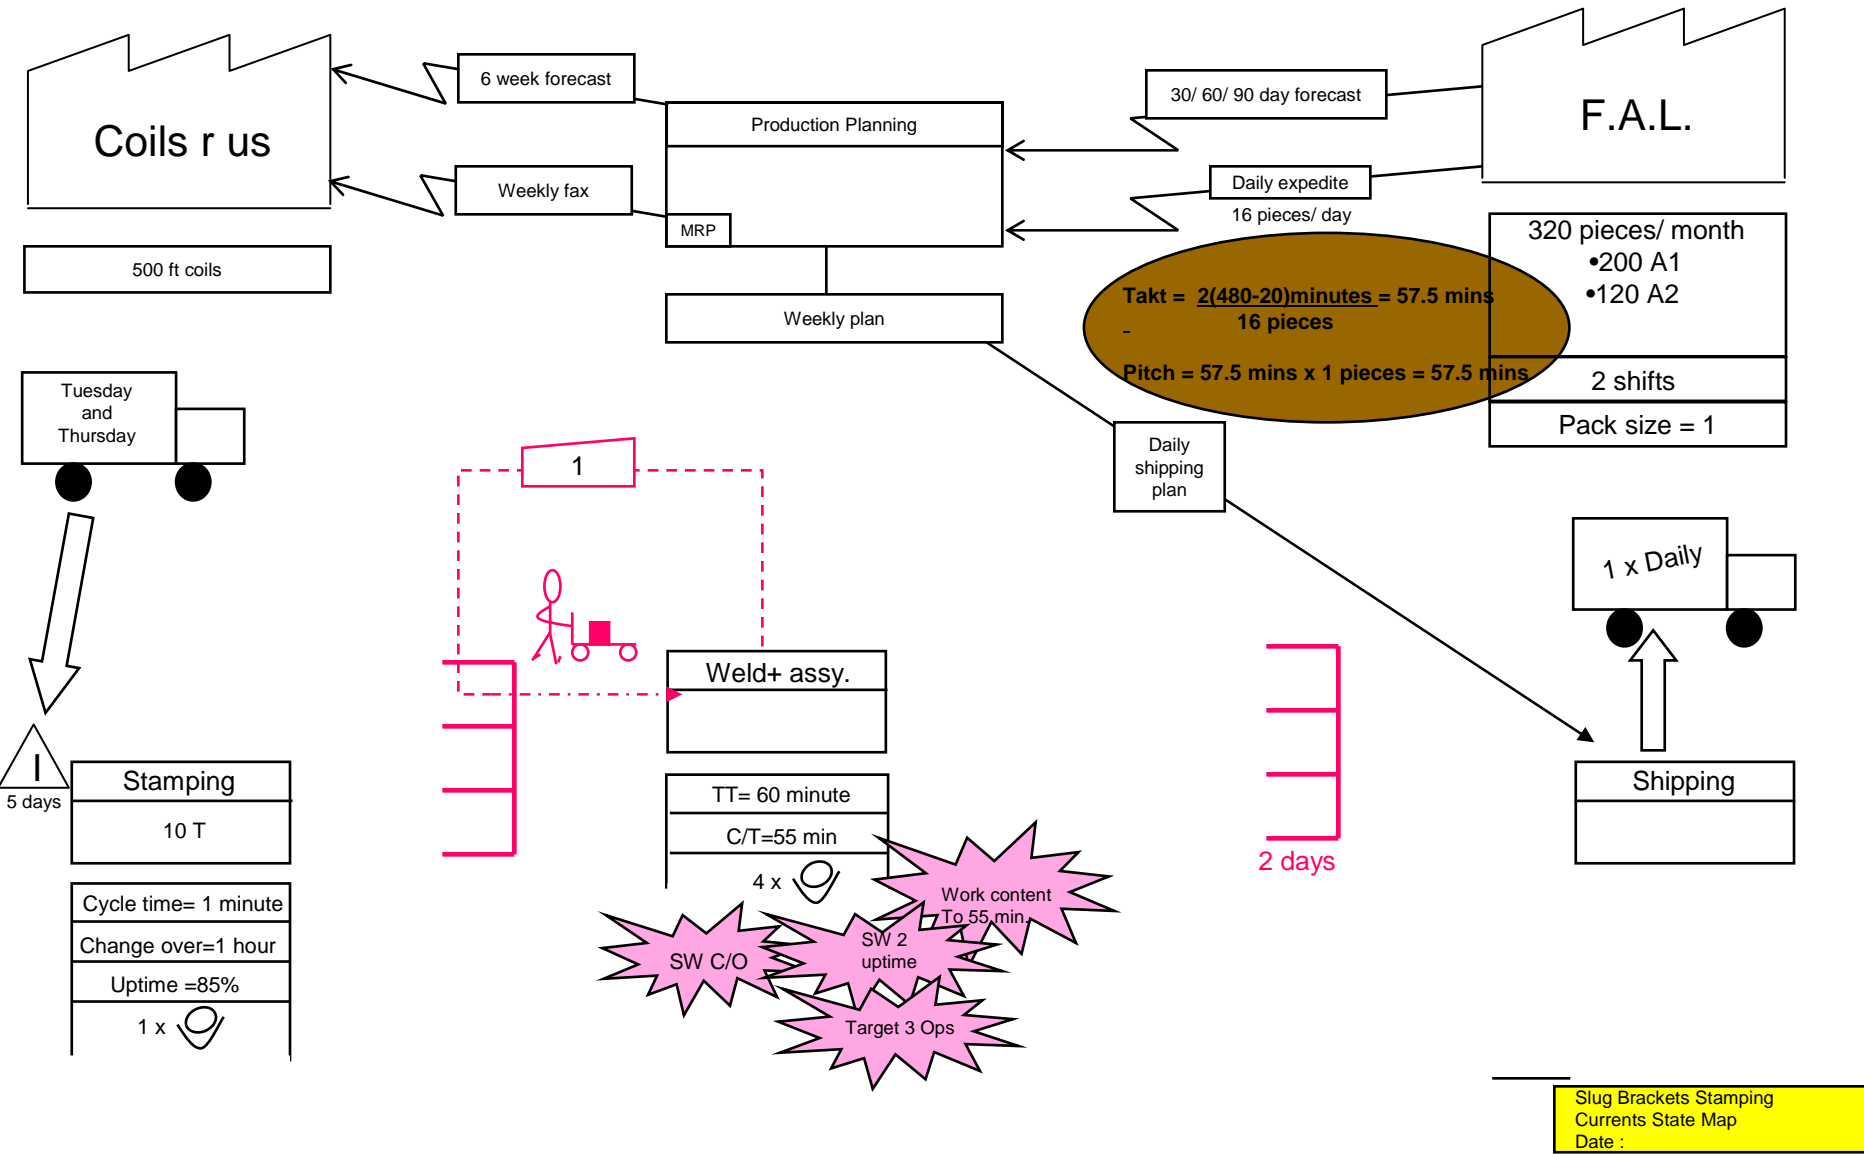 6 week forecast
30/ 60/ 90 day forecast
Coils r us
Production Planning
F.A.L.
Weekly fax
Daily expedite
16 pieces/ day
MRP
500 ft coils
320 pieces/ month
•200 A1
•120 A2
Takt = 2(480-20)minutes = 57.5 mins
16 pieces
Pitch = 57.5 mins x 1 pieces = 57.5 mins
Weekly plan
2 shifts
Pack size = 1
Tuesday
and
Thursday
Daily
shipping
plan
1
1 x Daily
Weld+ assy.
I
5 days
Stamping
10 T
TT= 60 minute
C/T=55 min
4 x
2 days
Shipping
Cycle time= 1 minute
Change over=1 hour
Uptime =85%
1 x
Work content
To 55 min.
SW C/O
SW 2
uptime
Target 3 Ops
Slug Brackets Stamping
Currents State Map
Date :